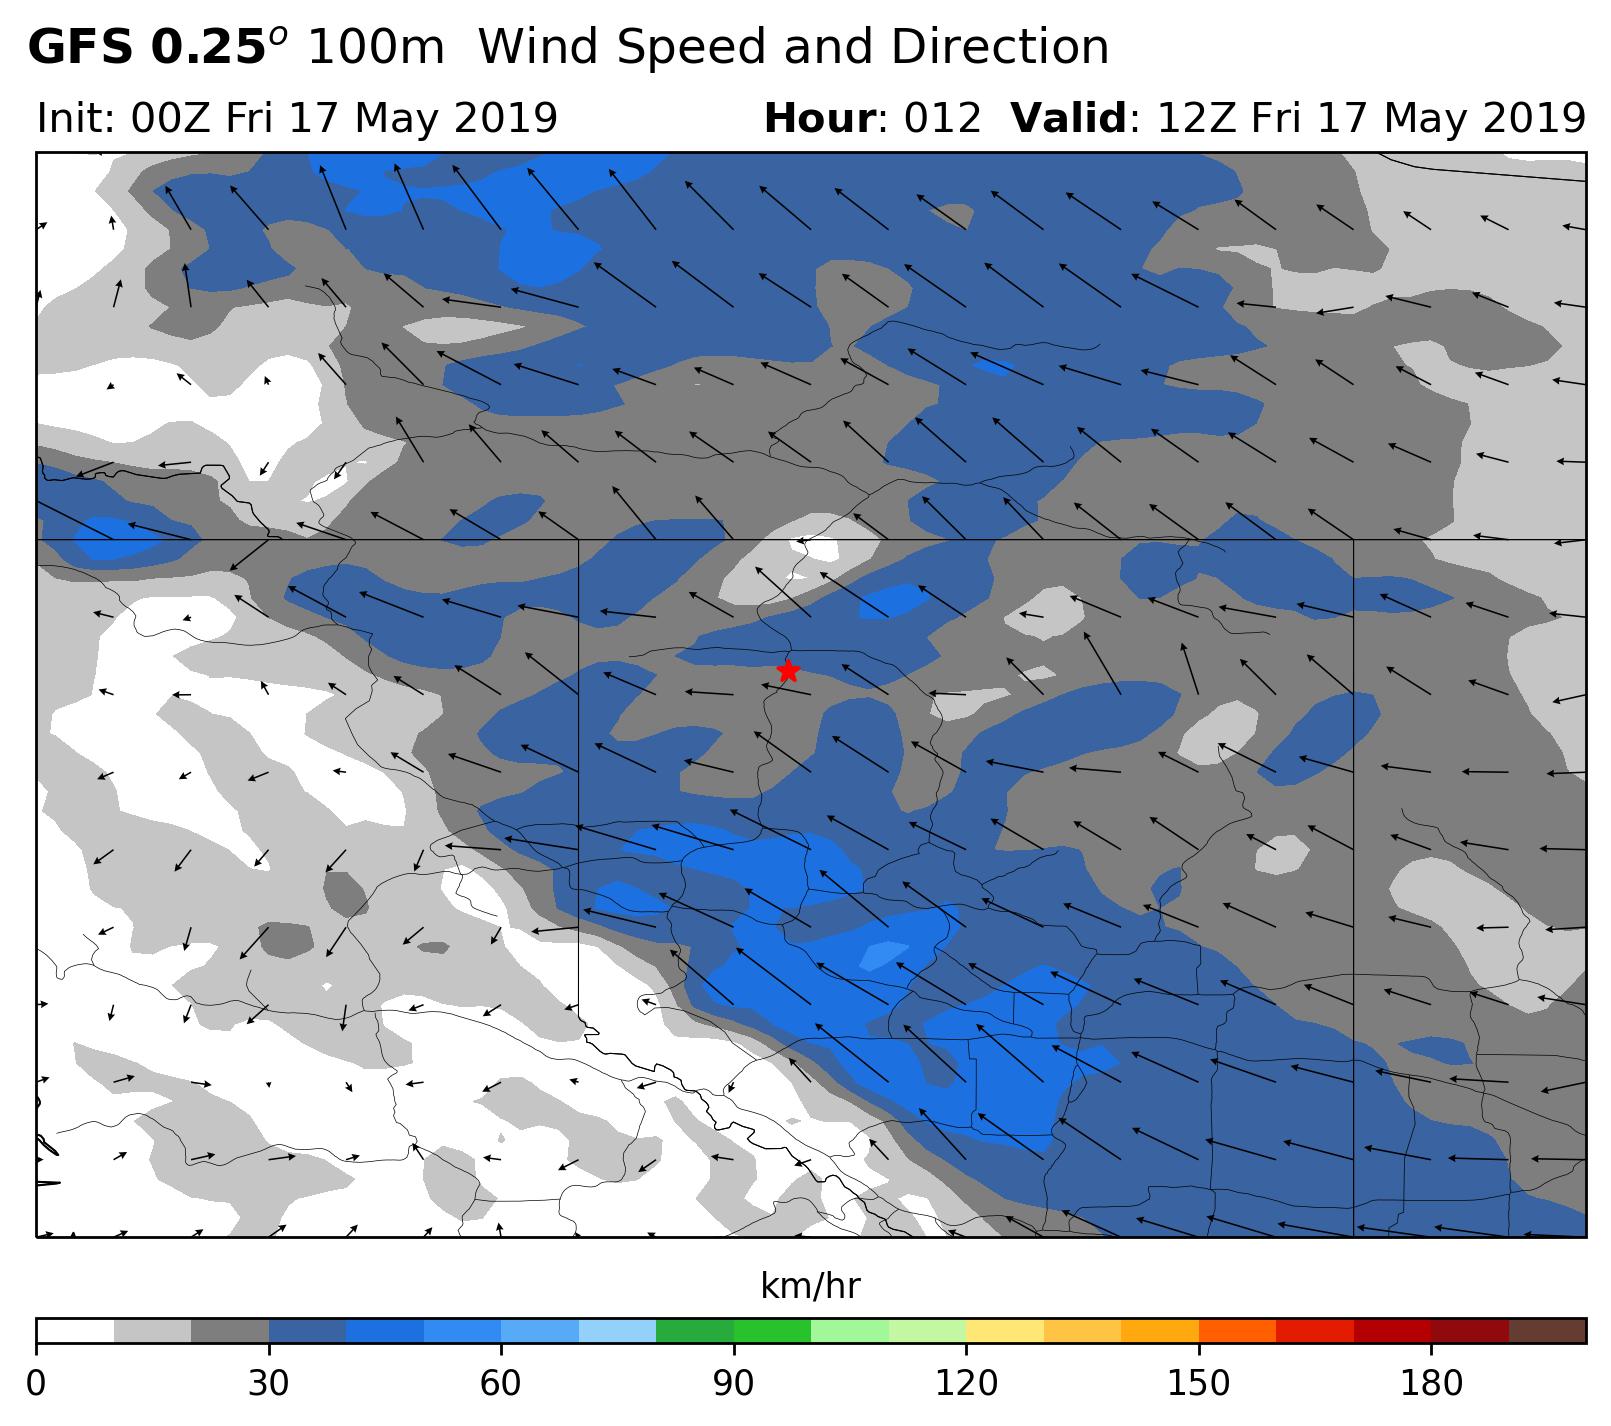 GFS 0.25° 100m Wind Speed and Direction
Init: 00Z Fri 17 May 2019 Hour: 012 Valid: 12Z Fri 17 May 2019
km/hr
0 30 60 90 120 150 180